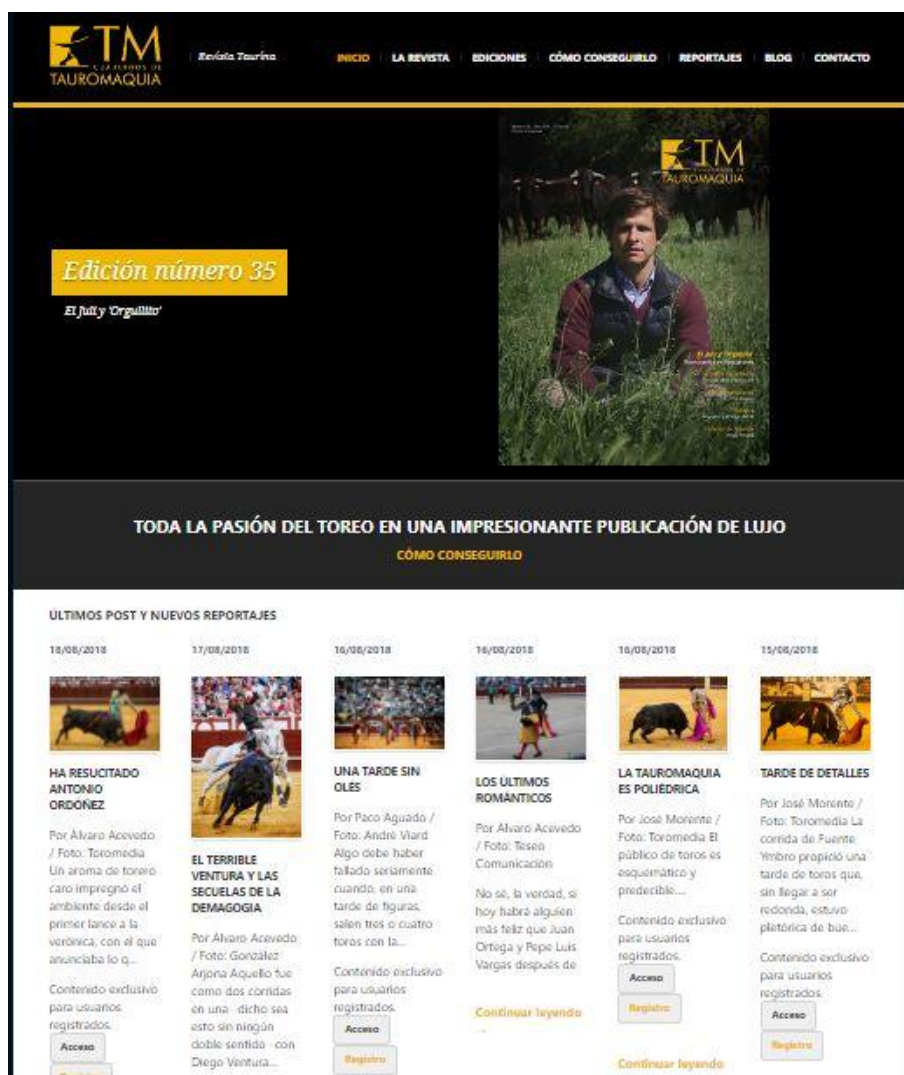 TM
CUADERNOS DE
TAUROMAQUIA
Revista Taurina
INICIO
LA REVISTA
EDICIONES
CÓMO CONSEGUIRLO
REPORTAJES
BLOG
CONTACTO
TM
CUADERNOS DE
TAUROMAQUIA
Edición número 35
El Juli y 'Orgullito'
El Juli y 'Orgullito'
TODA LA PASIÓN DEL TOREO EN UNA IMPRESIONANTE PUBLICACIÓN DE LUJO
CÓMO CONSEGUIRLO
ÚLTIMOS POST Y NUEVOS REPORTAJES
18/08/2018
HA RESUCITADO
ANTONIO
ORDÓÑEZ
Por Álvaro Acevedo
/ Foto: Toromedia
Un aroma de torero
caro impregnó el
ambiente desde el
primer lance a la
verónica, con el que
anunciaba lo q...
Contenido exclusivo
para usuarios
registrados.
Acceso
Registro
17/08/2018
EL TERRIBLE
VENTURA Y LAS
SECUELAS DE LA
DEMAGOGIA
Por Álvaro Acevedo
/ Foto: González
Arjona Aquello fue
como dos corridas
en una -dicho sea
esto sin ningún
doble sentido- con
Diego Ventura...
16/08/2018
UNA TARDE SIN
OLES
Por Paco Aguado /
Foto: André Viard
Algo debe haber
fallado seriamente
cuando, en una
tarde de figuras,
salen tres o cuatro
toros con la...
Contenido exclusivo
para usuarios
registrados.
Acceso
Registro
16/08/2018
LOS ÚLTIMOS
ROMÁNTICOS
Por Álvaro Acevedo
/ Foto: Teseo
Comunicación
No sé, la verdad, si
hoy habrá alguien
más feliz que Juan
Ortega y Pepe Luis
Vargas después de
Continuar leyendo
...
16/08/2018
LA TAUROMAQUIA
ES POLIÉDRICA
Por José Morente /
Foto: Toromedia El
público de toros es
esquemático y
predecible....
Contenido exclusivo
para usuarios
registrados.
Acceso
Registro
Continuar leyendo
15/08/2018
TARDE DE DETALLES
Por José Morente /
Foto: Toromedia La
corrida de Fuente
Ymbro propició una
tarde de toros que,
sin llegar a ser
redonda, estuvo
pletórica de bue...
Contenido exclusivo
para usuarios
registrados.
Acceso
Registro